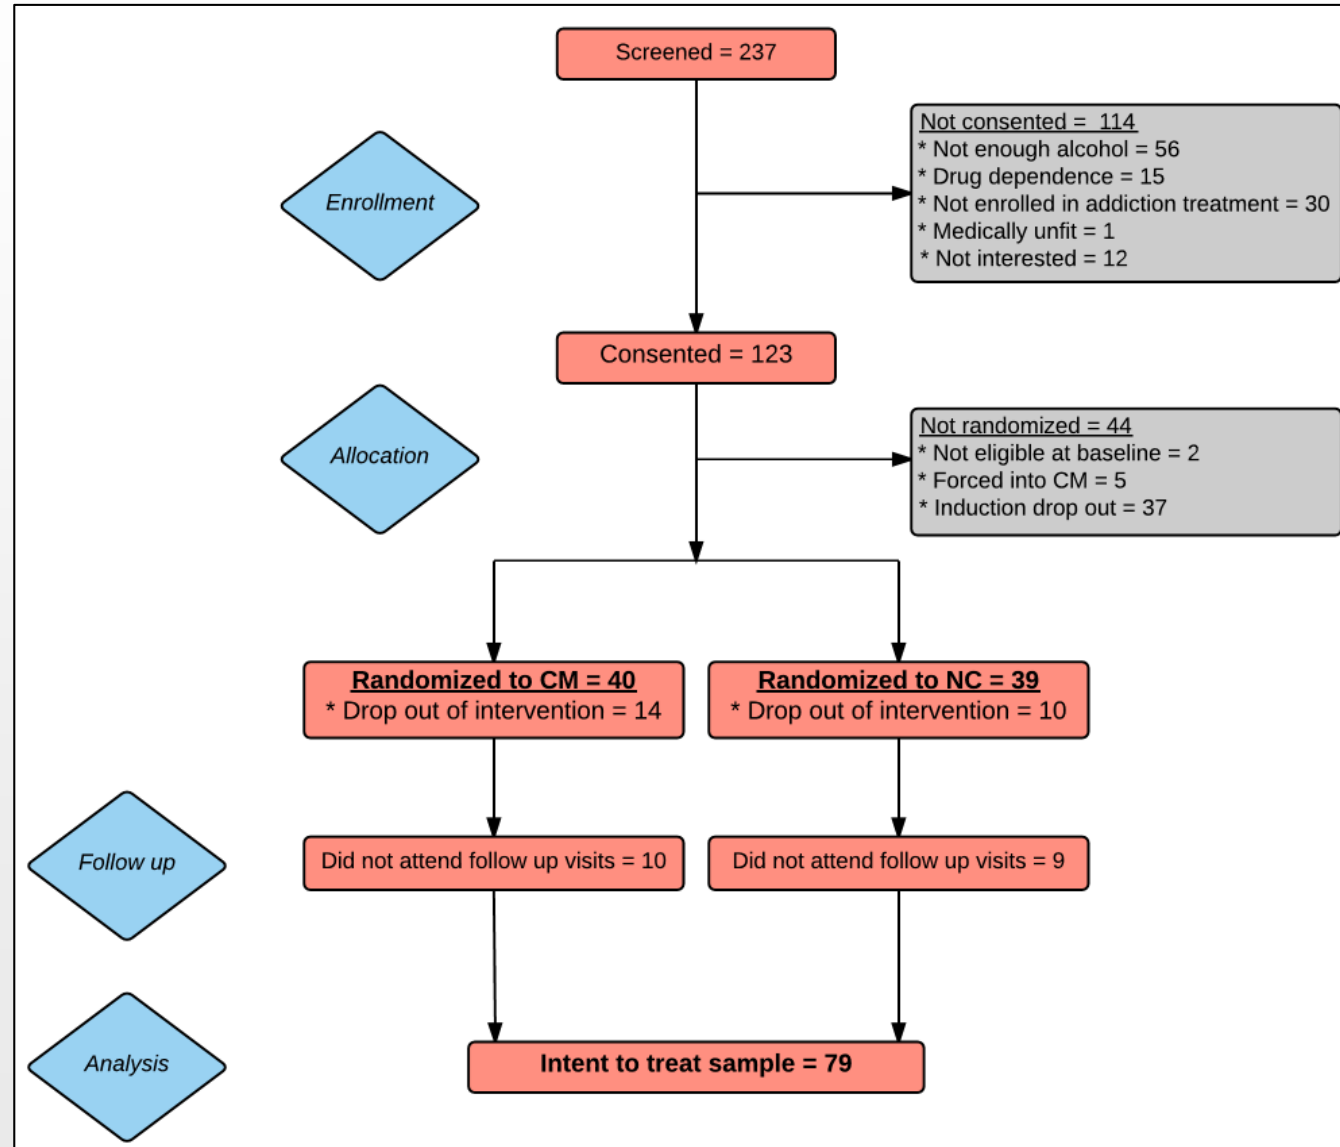 Screened = 237
Not consented =  114
* Not enough alcohol = 56
* Drug dependence = 15
* Not enrolled in addiction treatment = 30
* Medically unfit = 1
* Not interested = 12
Enrollment
Consented = 123
Not randomized = 44
* Not eligible at baseline = 2
* Forced into CM = 5
* Induction drop out = 37
Allocation
Randomized to CM = 40
* Drop out of intervention = 14
Randomized to NC = 39
* Drop out of intervention = 10
Follow up
Did not attend follow up visits = 10
Did not attend follow up visits = 9
Analysis
Intent to treat sample = 79